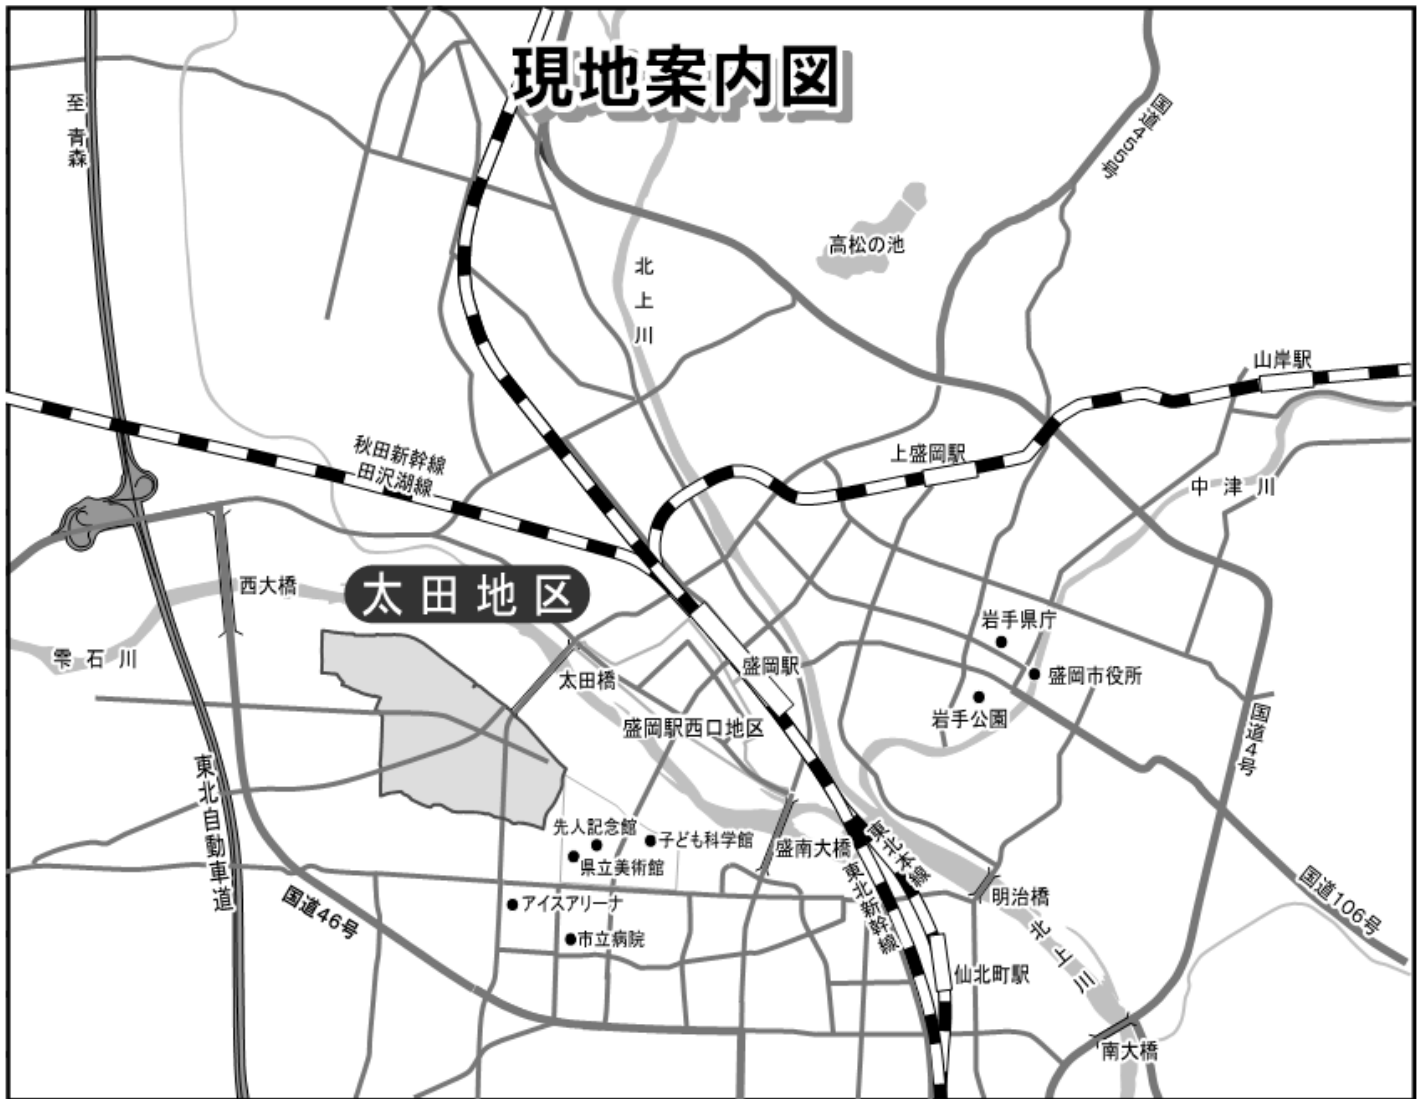 現地案内図
至青森
国道455号
高松の池
北上川
山岸駅
上盛岡駅
秋田新幹線
田沢湖線
中津川
西大橋
太田地区
雫石川
岩手県庁
盛岡駅
太田橋
盛岡市役所
岩手公園
盛岡駅西口地区
国道4号
東北自動車道
先人記念館
子ども科学館
県立美術館
盛南大橋
東北本線
東北新幹線
国道46号
アイスアリーナ
明治橋
国道106号
市立病院
北上川
仙北町駅
南大橋